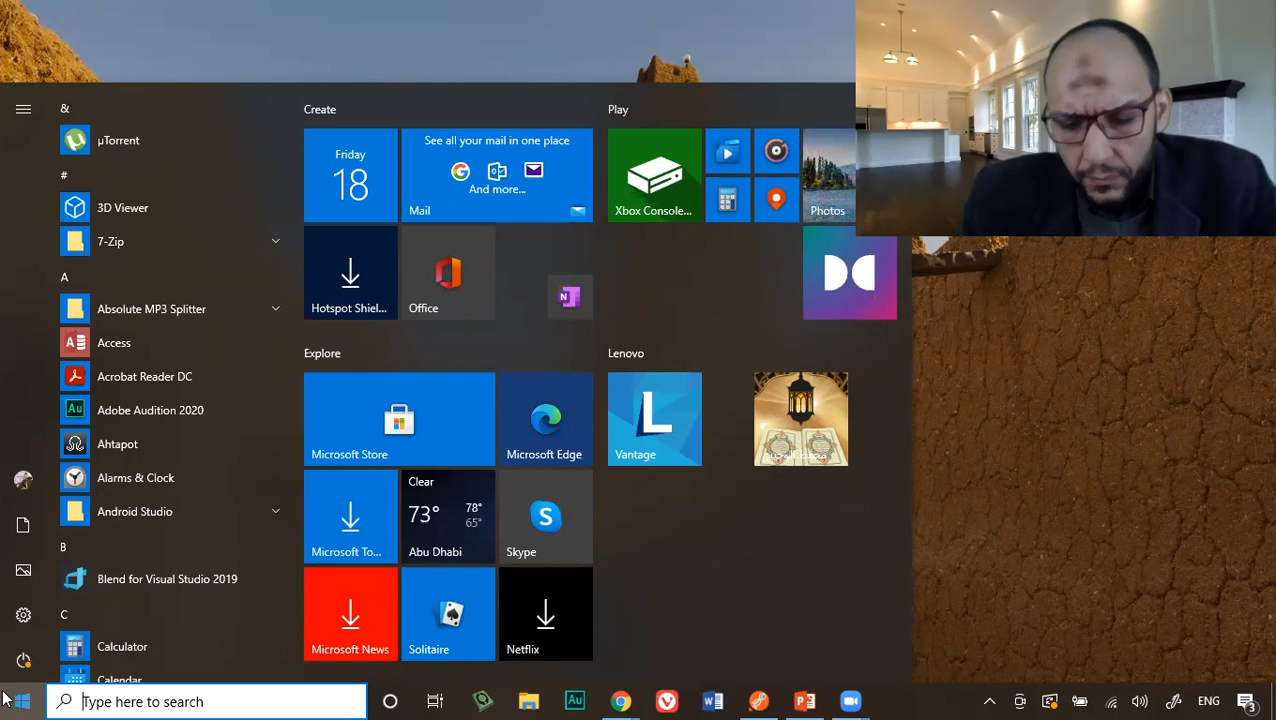 &
µTorrent
#
3D Viewer
7-Zip
A
Absolute MP3 Splitter
Access
Acrobat Reader DC
Adobe Audition 2020
Ahtapot
Alarms & Clock
Android Studio
B
Blend for Visual Studio 2019
C
Calculator
Calendar
Create
Friday
18
See all your mail in one place
And more...
Mail
Hotspot Shiel...
Office
N
Explore
Microsoft Store
Microsoft Edge
Microsoft To...
Clear
73°
78°
65°
Abu Dhabi
S
Skype
Microsoft News
Solitaire
Netflix
Play
Xbox Console...
Photos
Lenovo
L
Vantage
Type here to search
Au
ENG
3